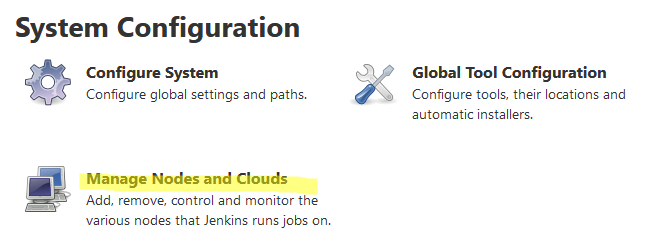 System Configuration
Configure System
Configure global settings and paths.
Global Tool Configuration
Configure tools, their locations and
automatic installers.
Manage Nodes and Clouds
Add, remove, control and monitor the
various nodes that Jenkins runs jobs on.